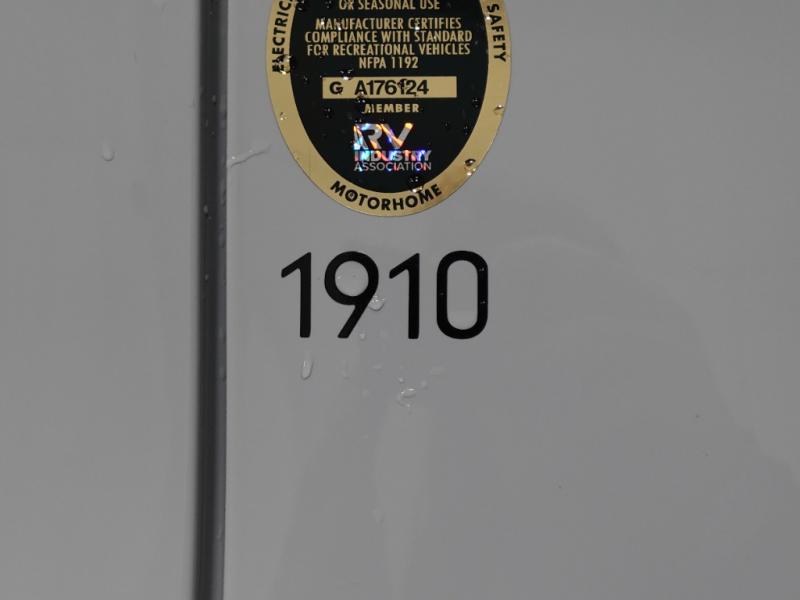 OR SEASONAL USE
MANUFACTURER CERTIFIES
COMPLIANCE WITH STANDARD
FOR RECREATIONAL VEHICLES
NFPA 1192
G A176124
MEMBER
RV
INDUSTRY
ASSOCIATION
ELECTRIC
SAFETY
MOTORHOME
1910